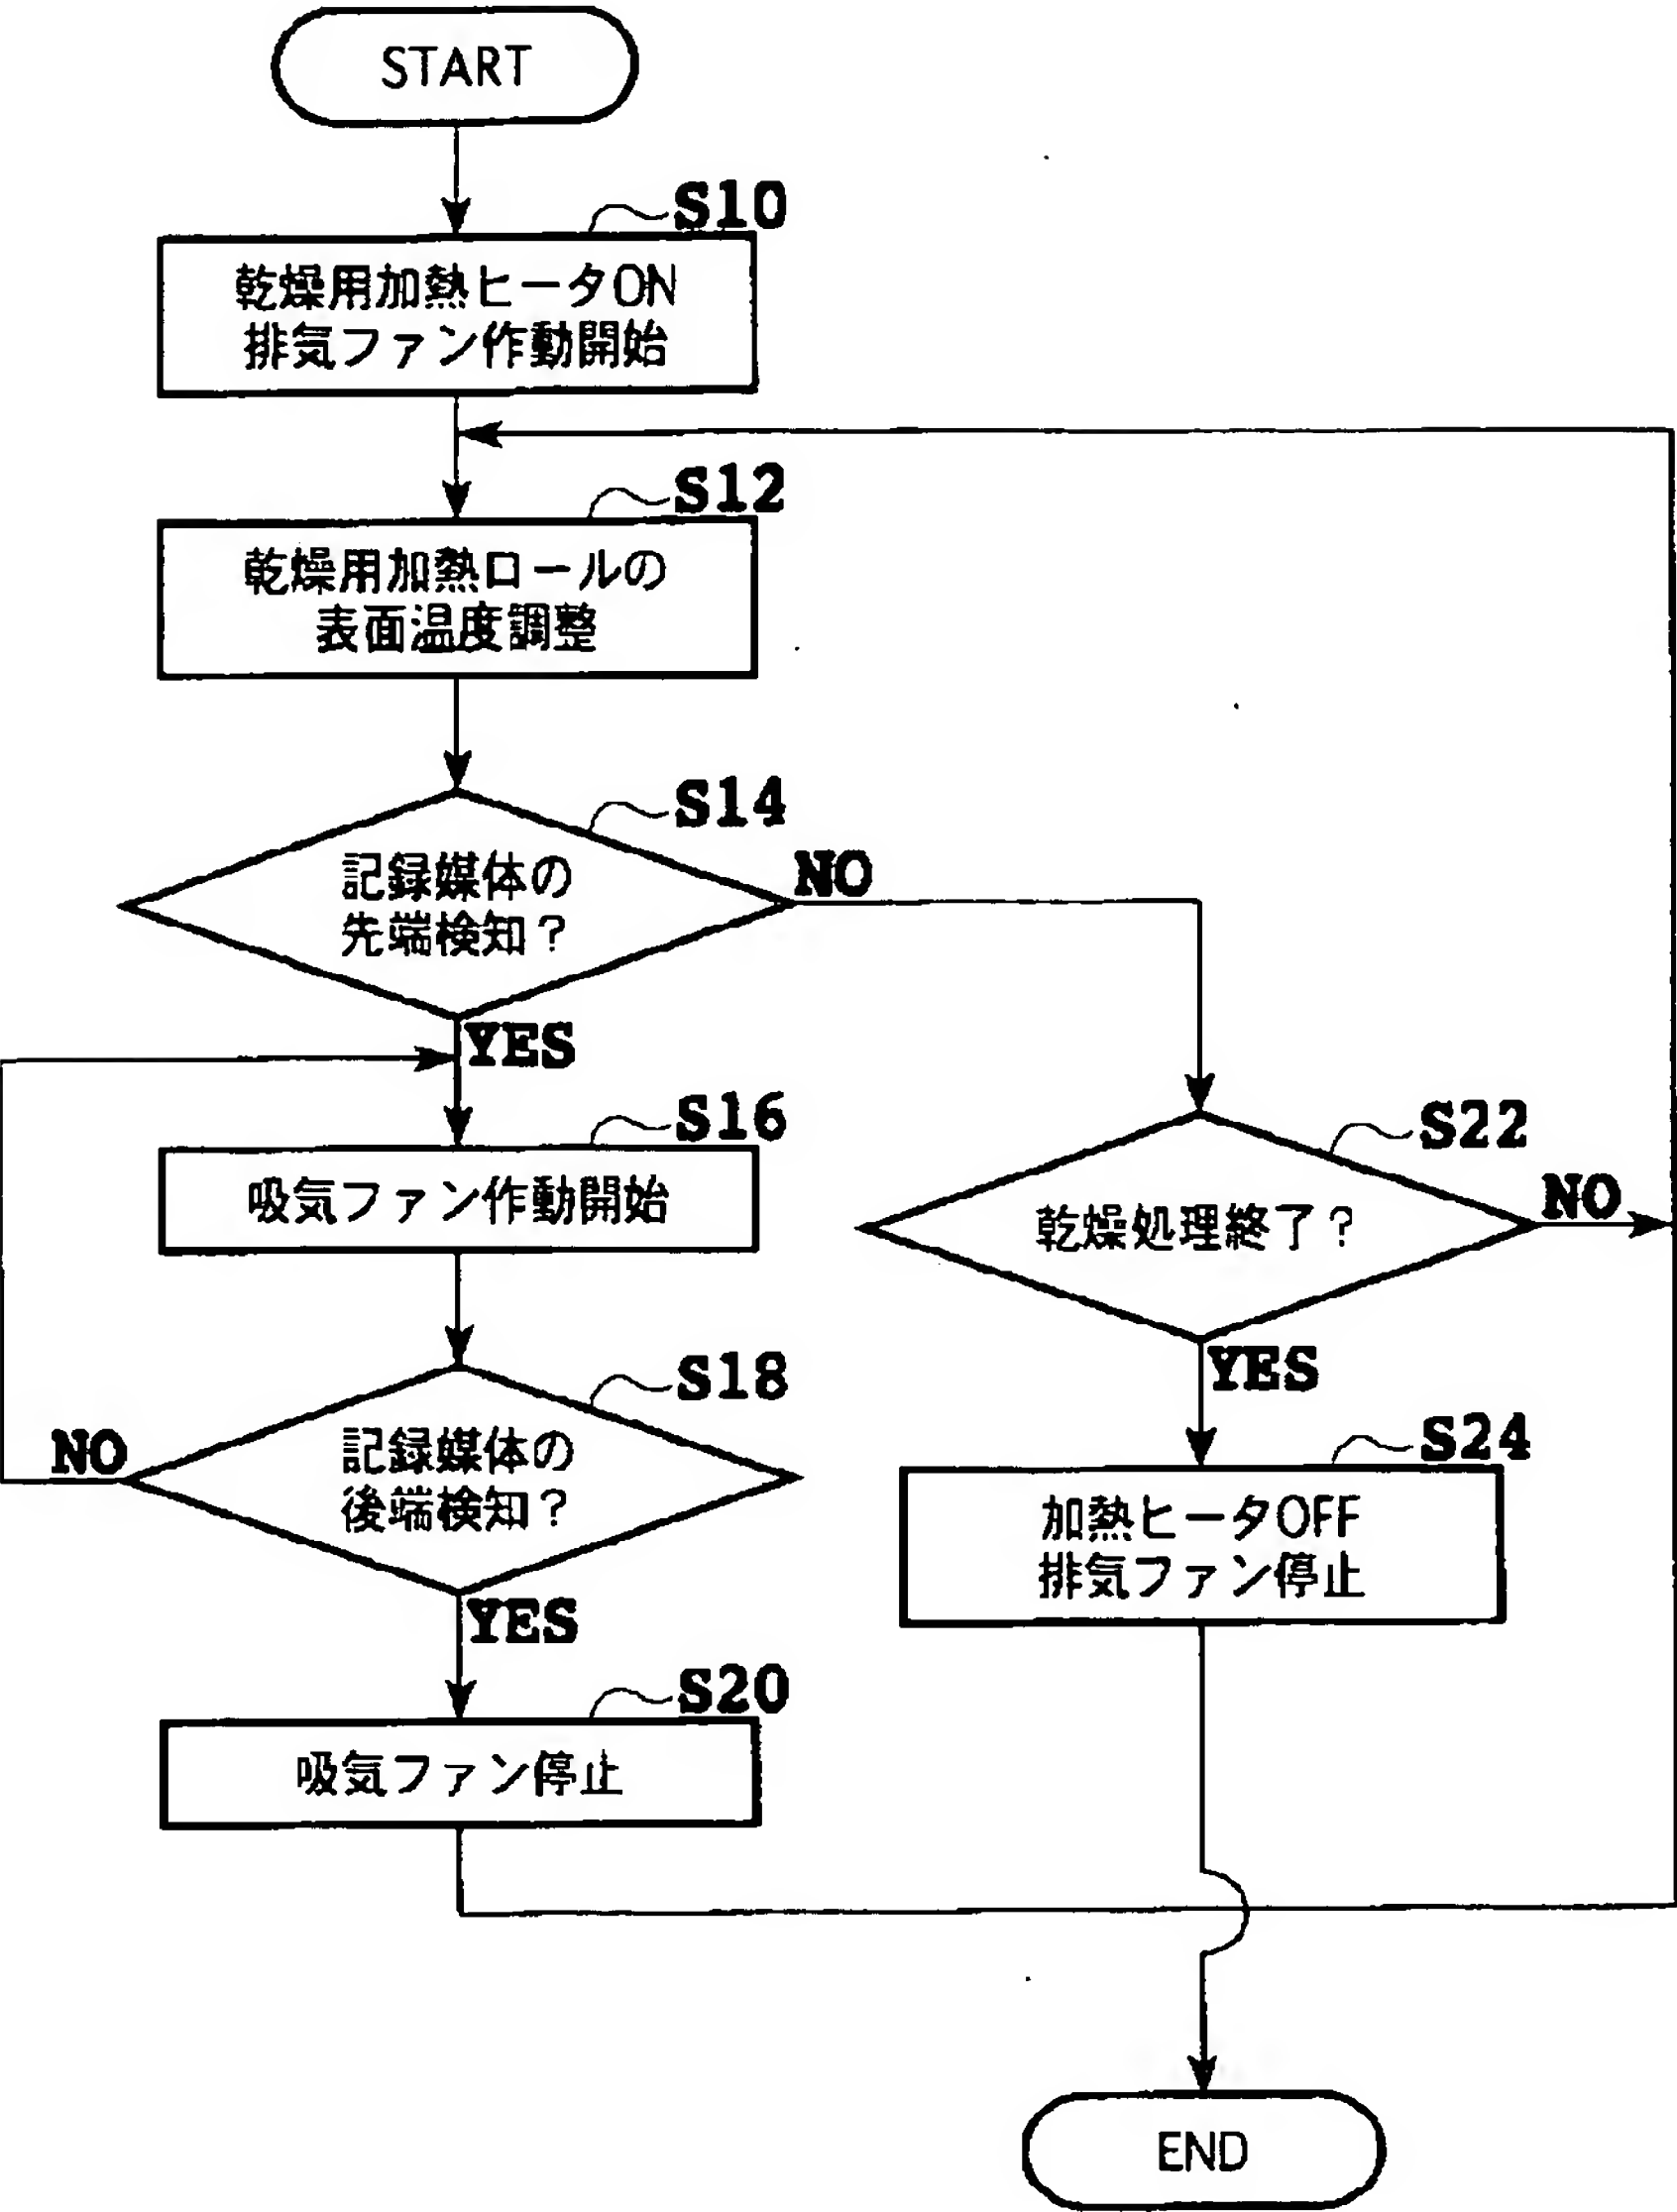 START
S10
乾燥用加熱ヒータON
排気ファン作動開始
S12
乾燥用加熱ロールの
表面温度調整
S14
記録媒体の
先端検知？
NO
YES
S16
吸気ファン作動開始
S18
記録媒体の
後端検知？
NO
YES
S20
吸気ファン停止
S22
乾燥処理終了？
NO
YES
S24
加熱ヒータOFF
排気ファン停止
END